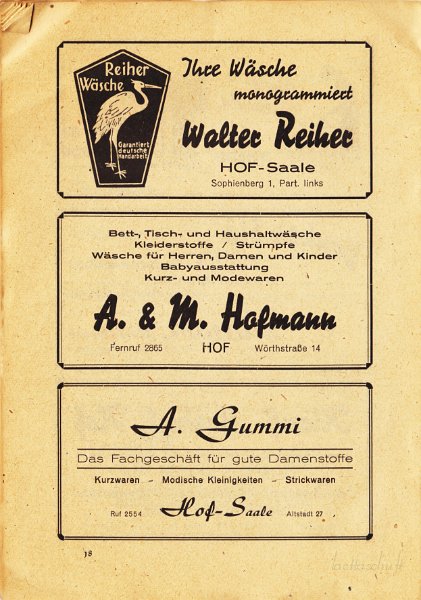 Reiher
Wäsche
Garantiert
deutsche
Handarbeit
Ihre Wäsche
monogrammiert
Walter Reiher
HOF-Saale
Sophienberg 1, Part. links
Bett-, Tisch- und Haushaltwäsche
Kleiderstoffe / Strümpfe
Wäsche für Herren, Damen und Kinder
Babyausstattung
Kurz- und Modewaren
A. & M. Hofmann
Fernruf 2865 HOF Wörthstraße 14
A. Gummi
Das Fachgeschäft für gute Damenstoffe
Kurzwaren - Modische Kleinigkeiten - Strickwaren
Ruf 2554 Hof-Saale Altstadt 27
18